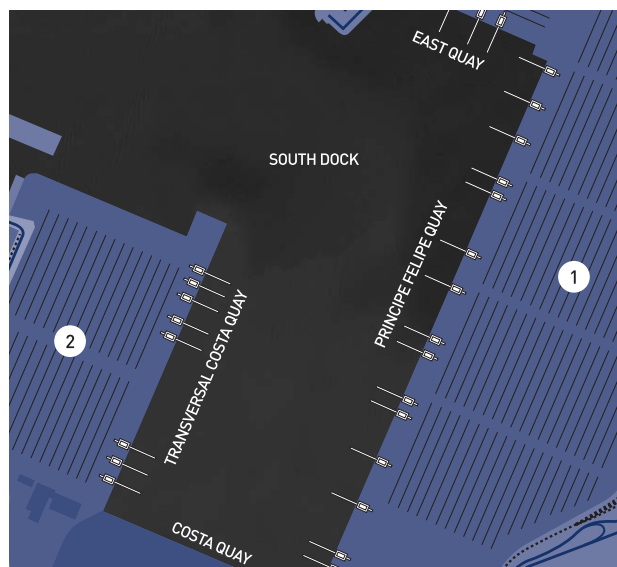 EAST QUAY
SOUTH DOCK
PRINCIPE FELIPE QUAY
1
TRANSVERSAL COSTA QUAY
2
COSTA QUAY